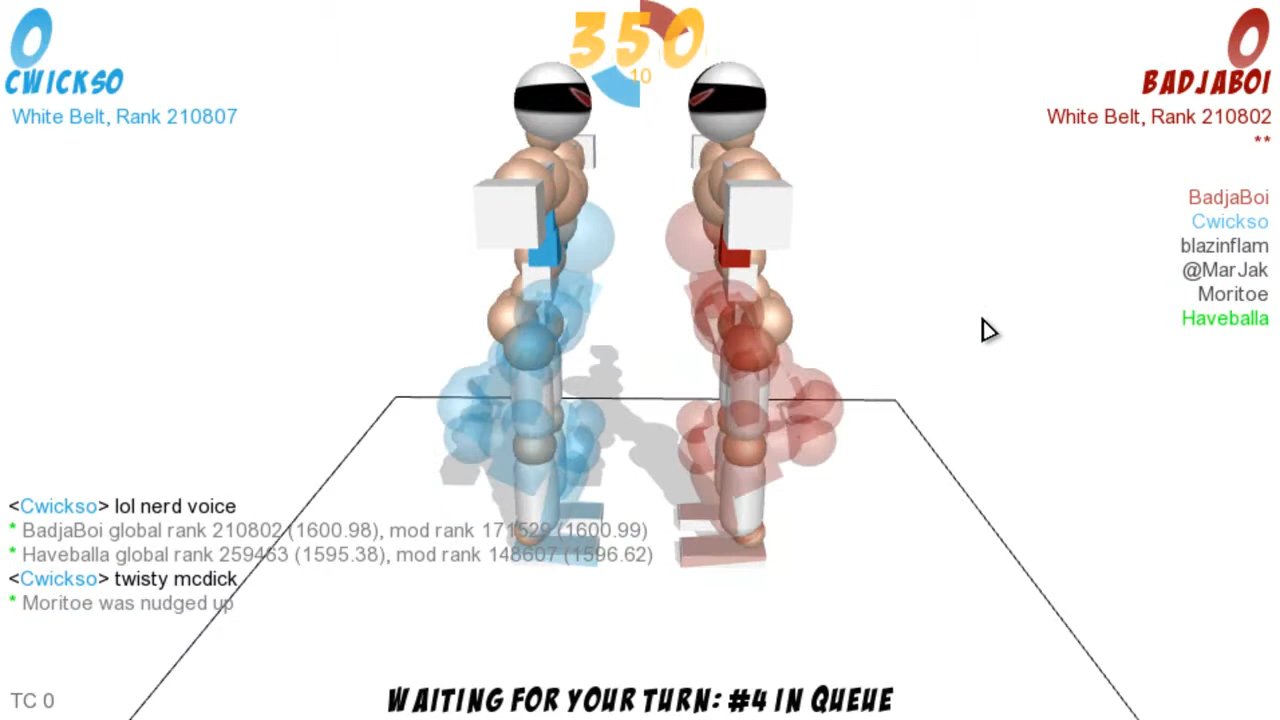 0
CWICKSO
White Belt, Rank 210807
350
10
0
BADJABOI
White Belt, Rank 210802
**
BadjaBoi
Cwickso
blazinflam
@MarJak
Moritoe
Haveballa
<Cwickso> lol nerd voice
* BadjaBoi global rank 210802 (1600.98), mod rank 171529 (1600.99)
* Haveballa global rank 259463 (1595.38), mod rank 148607 (1596.62)
<Cwickso> twisty mcdick
* Moritoe was nudged up
TC 0
WAITING FOR YOUR TURN: #4 IN QUEUE